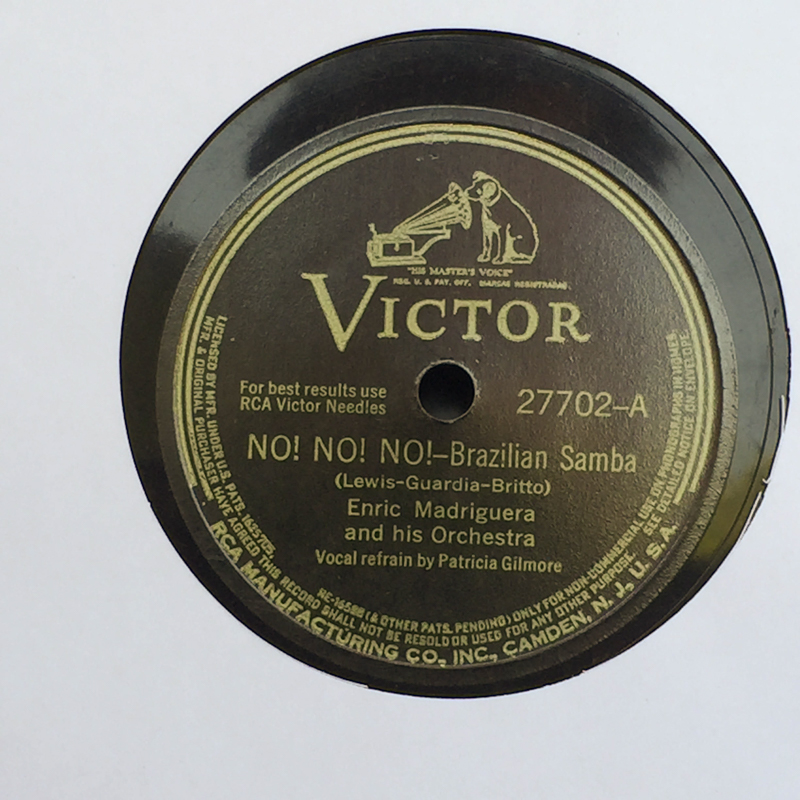 "HIS MASTER'S VOICE"
REG. U. S. PAT. OFF. MARCAS REGISTRADAS
VICTOR
For best results use
RCA Victor Needles
27702-A
NO! NO! NO!-Brazilian Samba
(Lewis-Guardia-Britto)
Enric Madriguera
and his Orchestra
Vocal refrain by Patricia Gilmore
LICENSED BY MFR. UNDER U.S. PATS. 1637175, RE-16588 (& OTHER PATS. PENDING) ONLY FOR NON-COMMERCIAL USE ON PHONOGRAPHS IN HOMES
MFR. & ORIGINAL PURCHASER HAVE AGREED THIS RECORD SHALL NOT BE RESOLD OR USED FOR ANY OTHER PURPOSE SEE DETAILED NOTICE ON ENVELOPE
RCA MANUFACTURING CO., INC., CAMDEN, N. J., U. S. A.